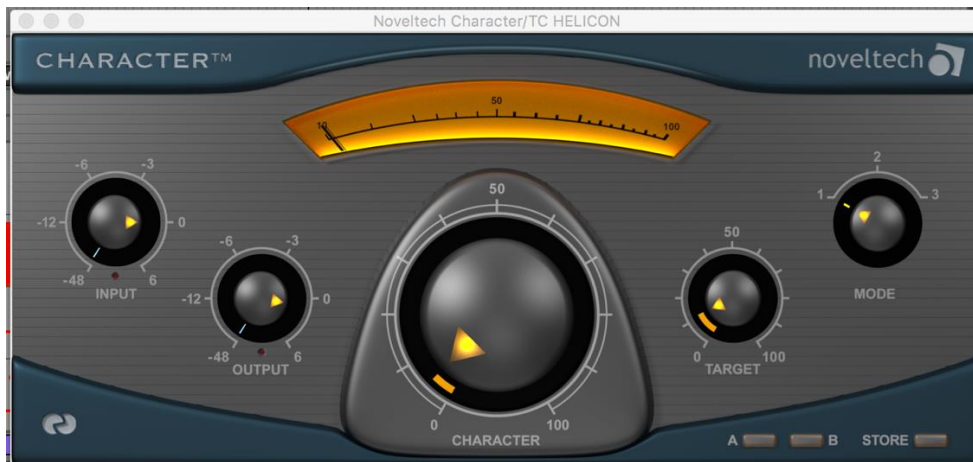 Noveltech Character/TC HELICON
CHARACTER™
noveltech
10
50
100
-6
-3
-12
0
-48
6
INPUT
-6
-3
-12
0
-48
6
OUTPUT
50
0
100
CHARACTER
50
0
100
TARGET
1
2
3
MODE
A
B
STORE